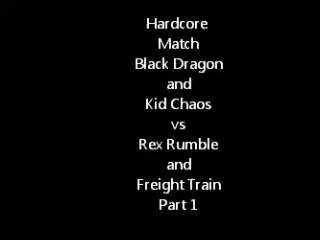 Hardcore
Match
Black Dragon
and
Kid Chaos
vs
Rex Rumble
and
Freight Train
Part 1